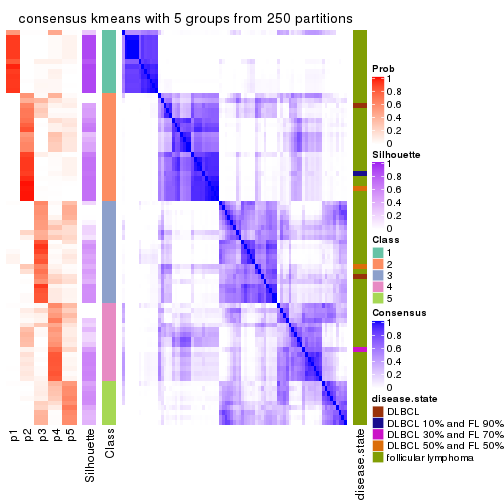 consensus kmeans with 5 groups from 250 partitions
Prob
1
0.8
0.6
0.4
0.2
0
Silhouette
1
0.8
0.6
0.4
0.2
0
Class
1
2
3
4
5
Consensus
1
0.8
0.6
0.4
0.2
0
disease.state
DLBCL
DLBCL 10% and FL 90%
DLBCL 30% and FL 70%
DLBCL 50% and FL 50%
follicular lymphoma
p1
p2
p3
p4
p5
Silhouette
Class
disease.state